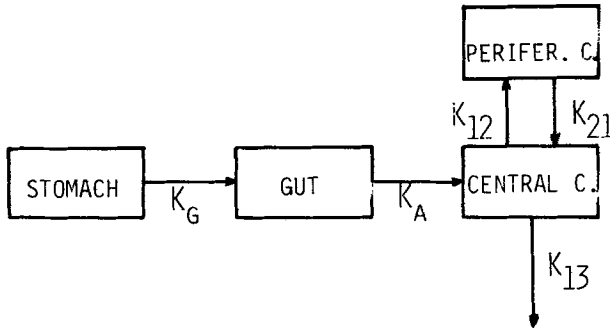 PERIFER. C.
K12
K21
STOMACH
KG
GUT
KA
CENTRAL C.
K13